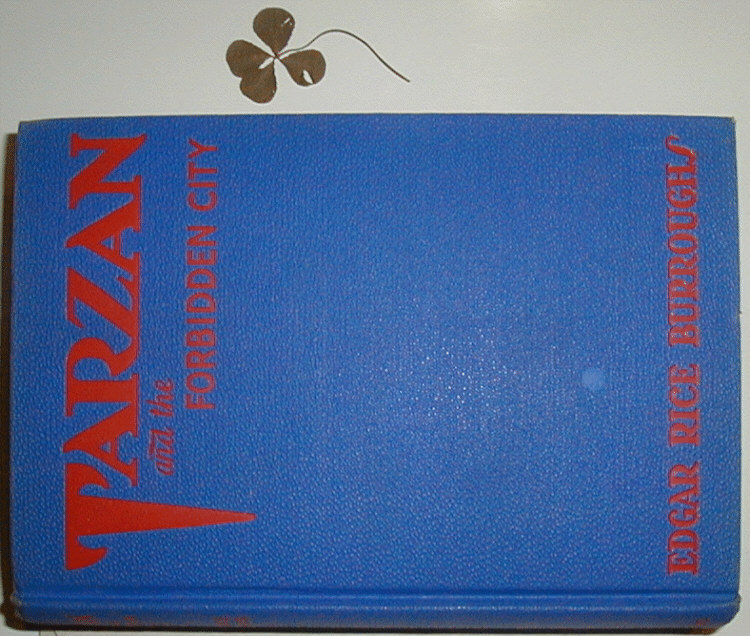 TARZAN
and the
FORBIDDEN CITY
EDGAR RICE BURROUGHS